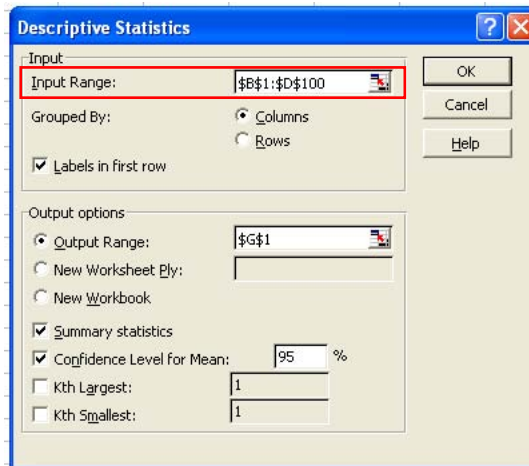 Descriptive Statistics
Input
Input Range: $B$1:$D$100
OK
Cancel
Help
Grouped By: Columns
Rows
Labels in first row
Output options
Output Range: $G$1
New Worksheet Ply:
New Workbook
Summary statistics
Confidence Level for Mean: 95 %
Kth Largest: 1
Kth Smallest: 1